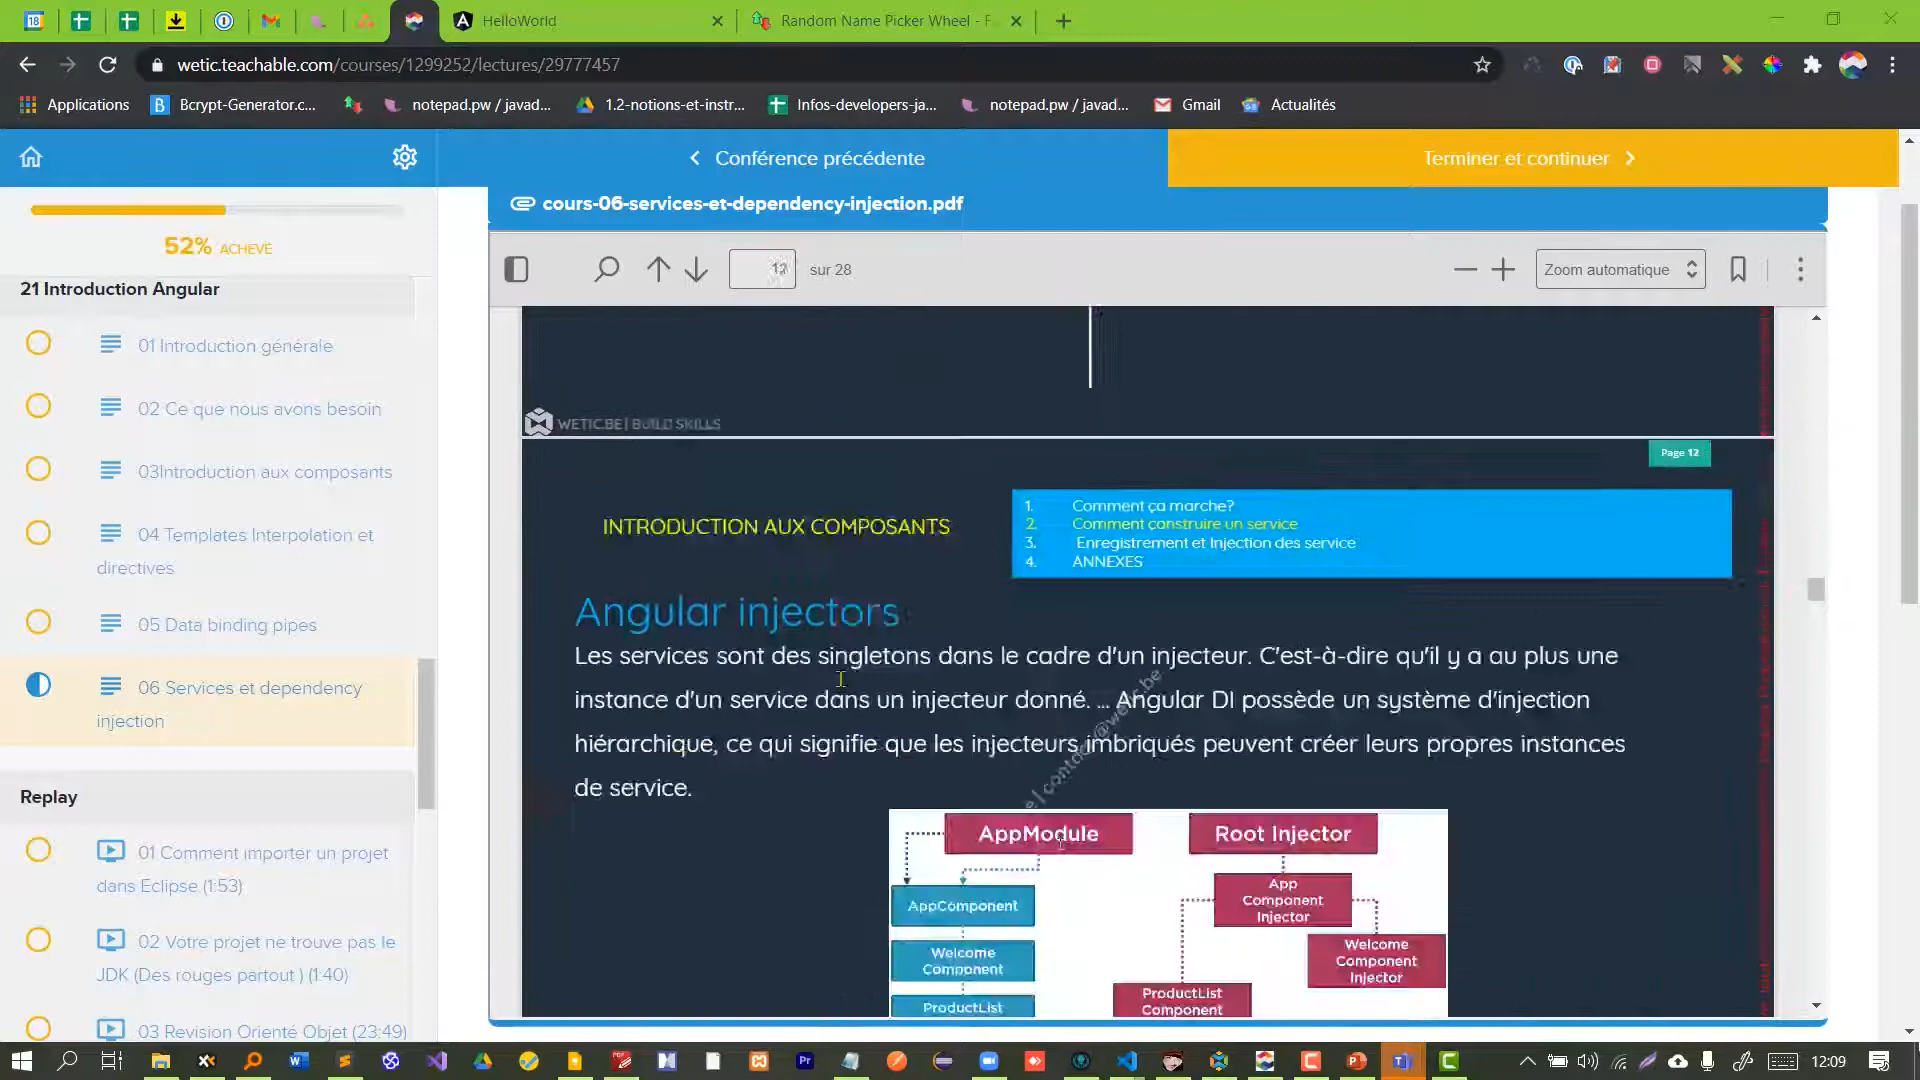 18
HelloWorld
Random Name Picker Wheel - F
wetic.teachable.com/courses/1299252/lectures/29777457
Applications
Bcrypt-Generator.c...
notepad.pw / javad...
1.2-notions-et-instr...
Infos-developers-ja...
notepad.pw / javad...
Gmail
Actualités
Conférence précédente
Terminer et continuer
52% ACHEVÉ
21 Introduction Angular
01 Introduction générale
02 Ce que nous avons besoin
03Introduction aux composants
04 Templates Interpolation et
directives
05 Data binding pipes
06 Services et dependency
injection
Replay
01 Comment importer un projet
dans Eclipse (1:53)
02 Votre projet ne trouve pas le
JDK (Des rouges partout ) (1:40)
03 Revision Orienté Objet (23:49)
cours-06-services-et-dependency-injection.pdf
12 sur 28
Zoom automatique
WETIC.BE | BUILD SKILLS
Page 12
INTRODUCTION AUX COMPOSANTS
1. Comment ça marche?
2. Comment construire un service
3. Enregistrement et Injection des service
4. ANNEXES
Angular injectors
Les services sont des singletons dans le cadre d'un injecteur. C'est-à-dire qu'il y a au plus une
instance d'un service dans un injecteur donné. ... Angular DI possède un système d'injection
hiérarchique, ce qui signifie que les injecteurs imbriqués peuvent créer leurs propres instances
de service.
AppModule
AppComponent
Welcome
Component
ProductList
Root Injector
App
Component
Injector
Welcome
Component
Injector
ProductList
Component
12:09